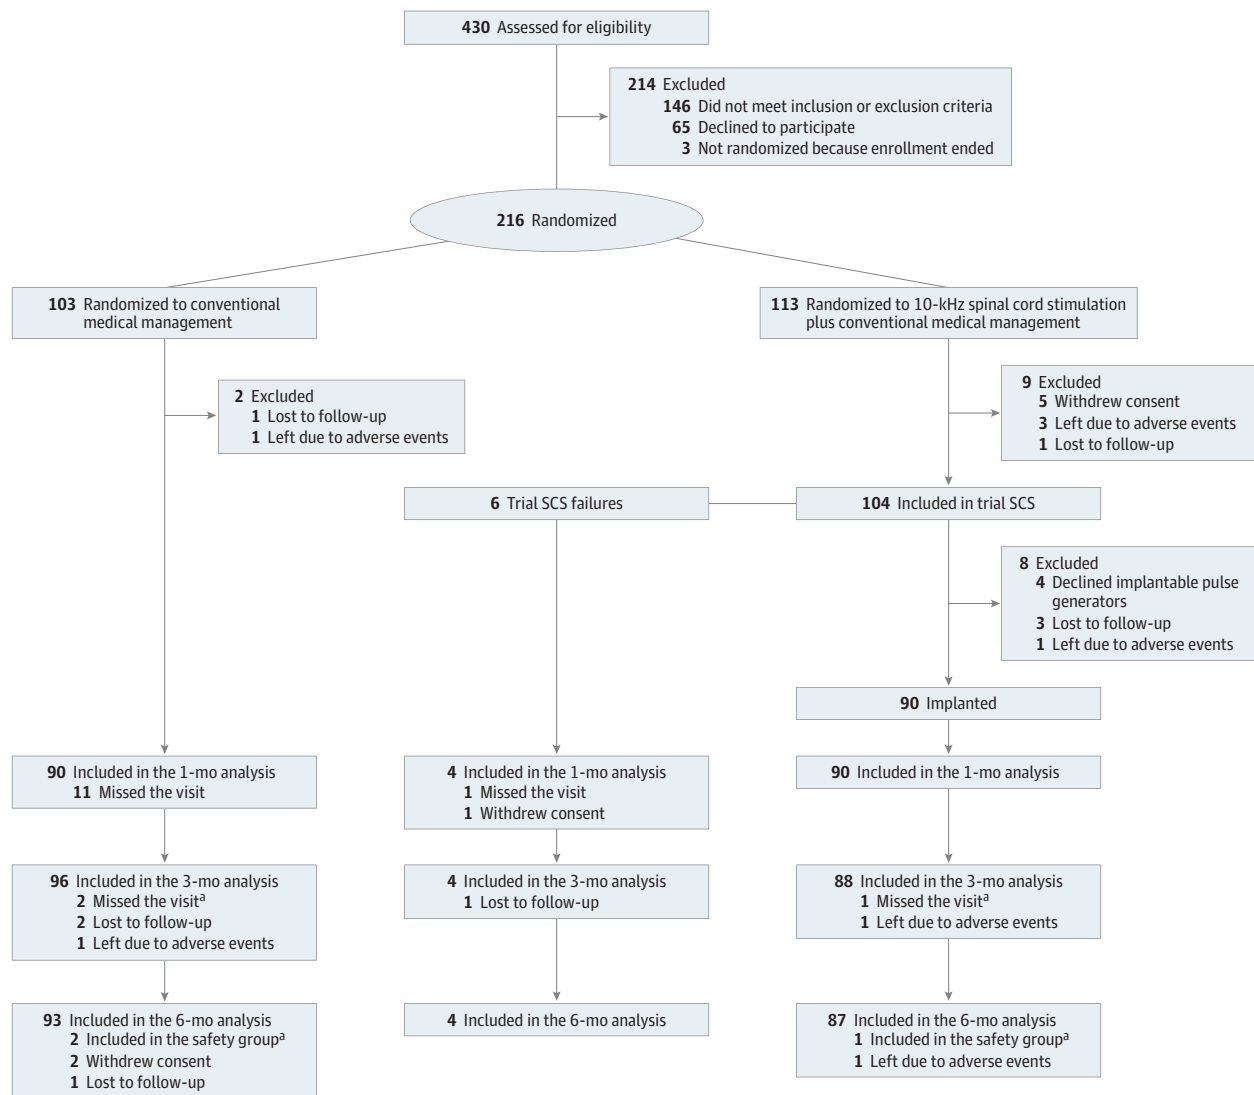 430 Assessed for eligibility
214 Excluded
146 Did not meet inclusion or exclusion criteria
65 Declined to participate
3 Not randomized because enrollment ended
216 Randomized
103 Randomized to conventional
medical management
113 Randomized to 10-kHz spinal cord stimulation
plus conventional medical management
2 Excluded
1 Lost to follow-up
1 Left due to adverse events
9 Excluded
5 Withdrew consent
3 Left due to adverse events
1 Lost to follow-up
6 Trial SCS failures
104 Included in trial SCS
8 Excluded
4 Declined implantable pulse
generators
3 Lost to follow-up
1 Left due to adverse events
90 Implanted
90 Included in the 1-mo analysis
11 Missed the visit
4 Included in the 1-mo analysis
1 Missed the visit
1 Withdrew consent
90 Included in the 1-mo analysis
96 Included in the 3-mo analysis
2 Missed the visitᵃ
2 Lost to follow-up
1 Left due to adverse events
4 Included in the 3-mo analysis
1 Lost to follow-up
88 Included in the 3-mo analysis
1 Missed the visitᵃ
1 Left due to adverse events
93 Included in the 6-mo analysis
2 Included in the safety groupᵃ
2 Withdrew consent
1 Lost to follow-up
4 Included in the 6-mo analysis
87 Included in the 6-mo analysis
1 Included in the safety groupᵃ
1 Left due to adverse events